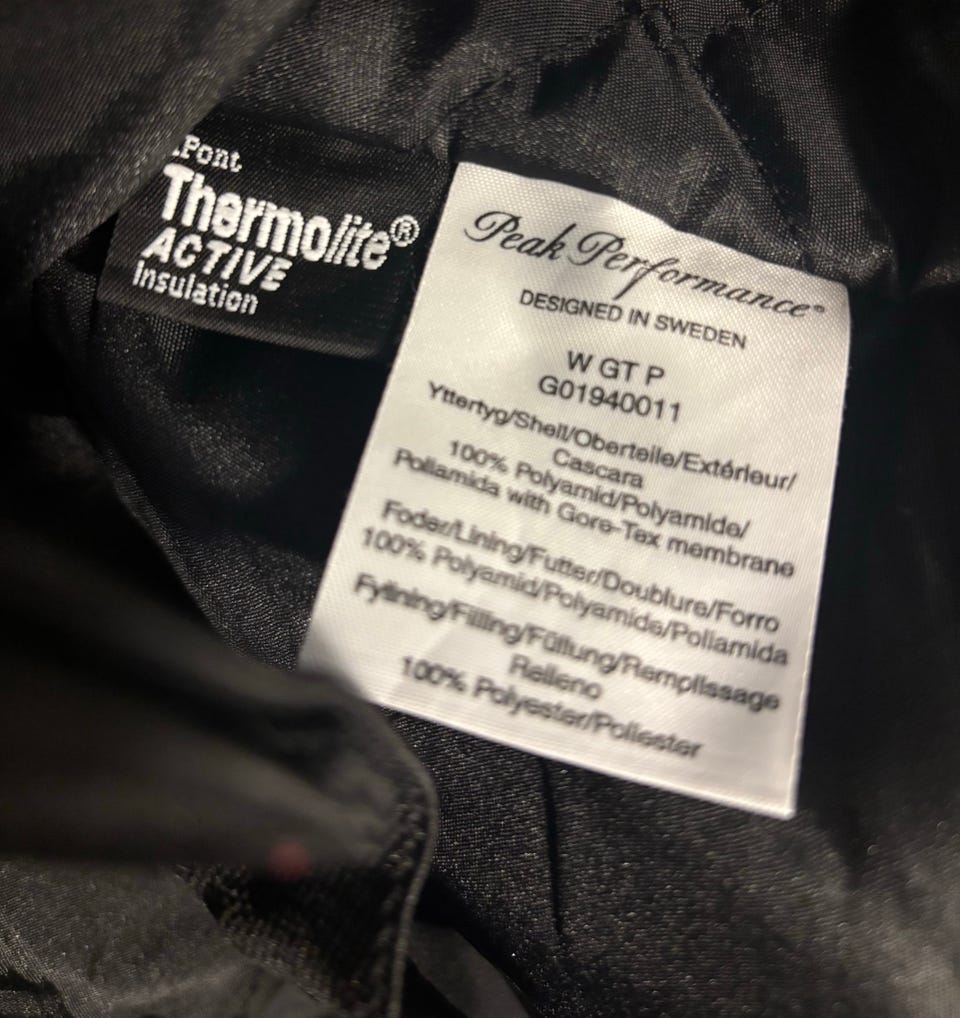 .Pont
Thermolite®
ACTIVE
Insulation
Peak Performance®
DESIGNED IN SWEDEN
W GT P
G01940011
Yttertyg/Shell/Oberteile/Extérieur/
Cascara
100% Polyamid/Polyamide/
Poliamida with Gore-Tex membrane
Foder/Lining/Futter/Doublure/Forro
100% Polyamid/Polyamide/Poliamida
Fyllning/Filling/Füllung/Remplissage
Relleno
100% Polyester/Poliester